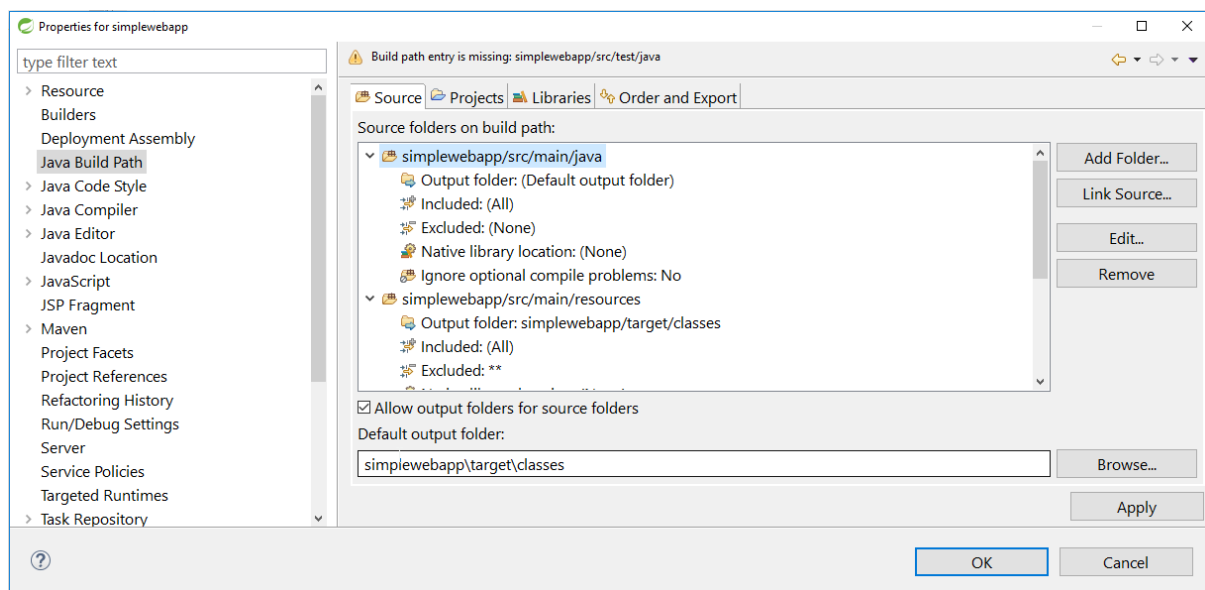 Properties for simplewebapp
type filter text
Resource
Builders
Deployment Assembly
Java Build Path
Java Code Style
Java Compiler
Java Editor
Javadoc Location
JavaScript
JSP Fragment
Maven
Project Facets
Project References
Refactoring History
Run/Debug Settings
Server
Service Policies
Targeted Runtimes
Task Repository
Build path entry is missing: simplewebapp/src/test/java
Source Projects Libraries Order and Export
Source folders on build path:
simplewebapp/src/main/java
Output folder: (Default output folder)
Included: (All)
Excluded: (None)
Native library location: (None)
Ignore optional compile problems: No
simplewebapp/src/main/resources
Output folder: simplewebapp/target/classes
Included: (All)
Excluded: **
Add Folder...
Link Source...
Edit...
Remove
Allow output folders for source folders
Default output folder:
simplewebapp\target\classes
Browse...
Apply
OK
Cancel